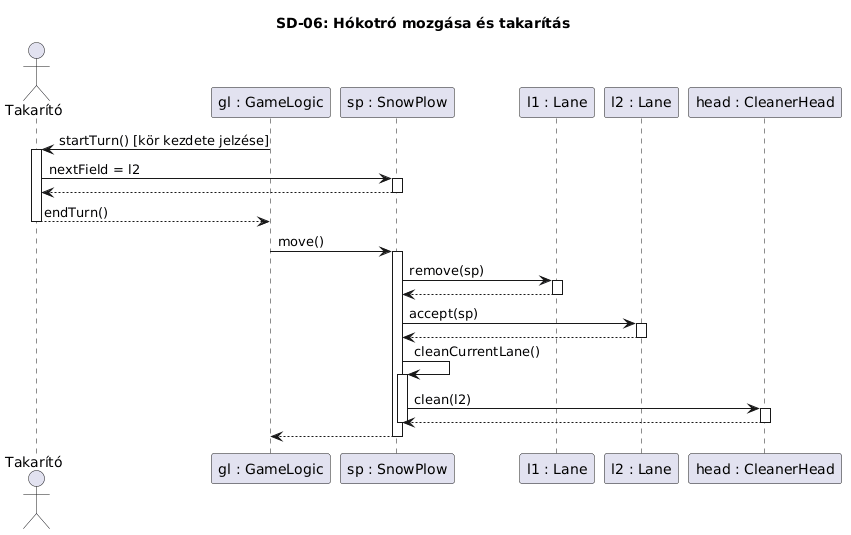 SD-06: Hókotró mozgása és takarítás
Takarító
gl : GameLogic
sp : SnowPlow
l1 : Lane
l2 : Lane
head : CleanerHead
startTurn() [kör kezdete jelzése]
nextField = l2
endTurn()
move()
remove(sp)
accept(sp)
cleanCurrentLane()
clean(l2)
Takarító
gl : GameLogic
sp : SnowPlow
l1 : Lane
l2 : Lane
head : CleanerHead